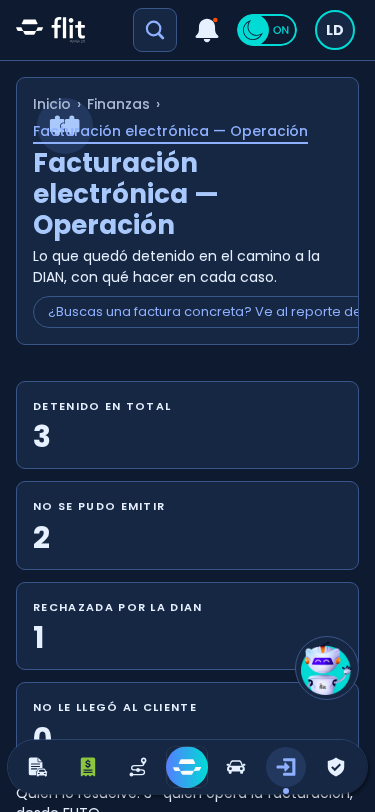 flit
ON
LD
Inicio › Finanzas ›
Facturación electrónica — Operación
Facturación
electrónica —
Operación
Lo que quedó detenido en el camino a la
DIAN, con qué hacer en cada caso.
¿Buscas una factura concreta? Ve al reporte de
DETENIDO EN TOTAL
3
NO SE PUDO EMITIR
2
RECHAZADA POR LA DIAN
1
NO LE LLEGÓ AL CLIENTE
0